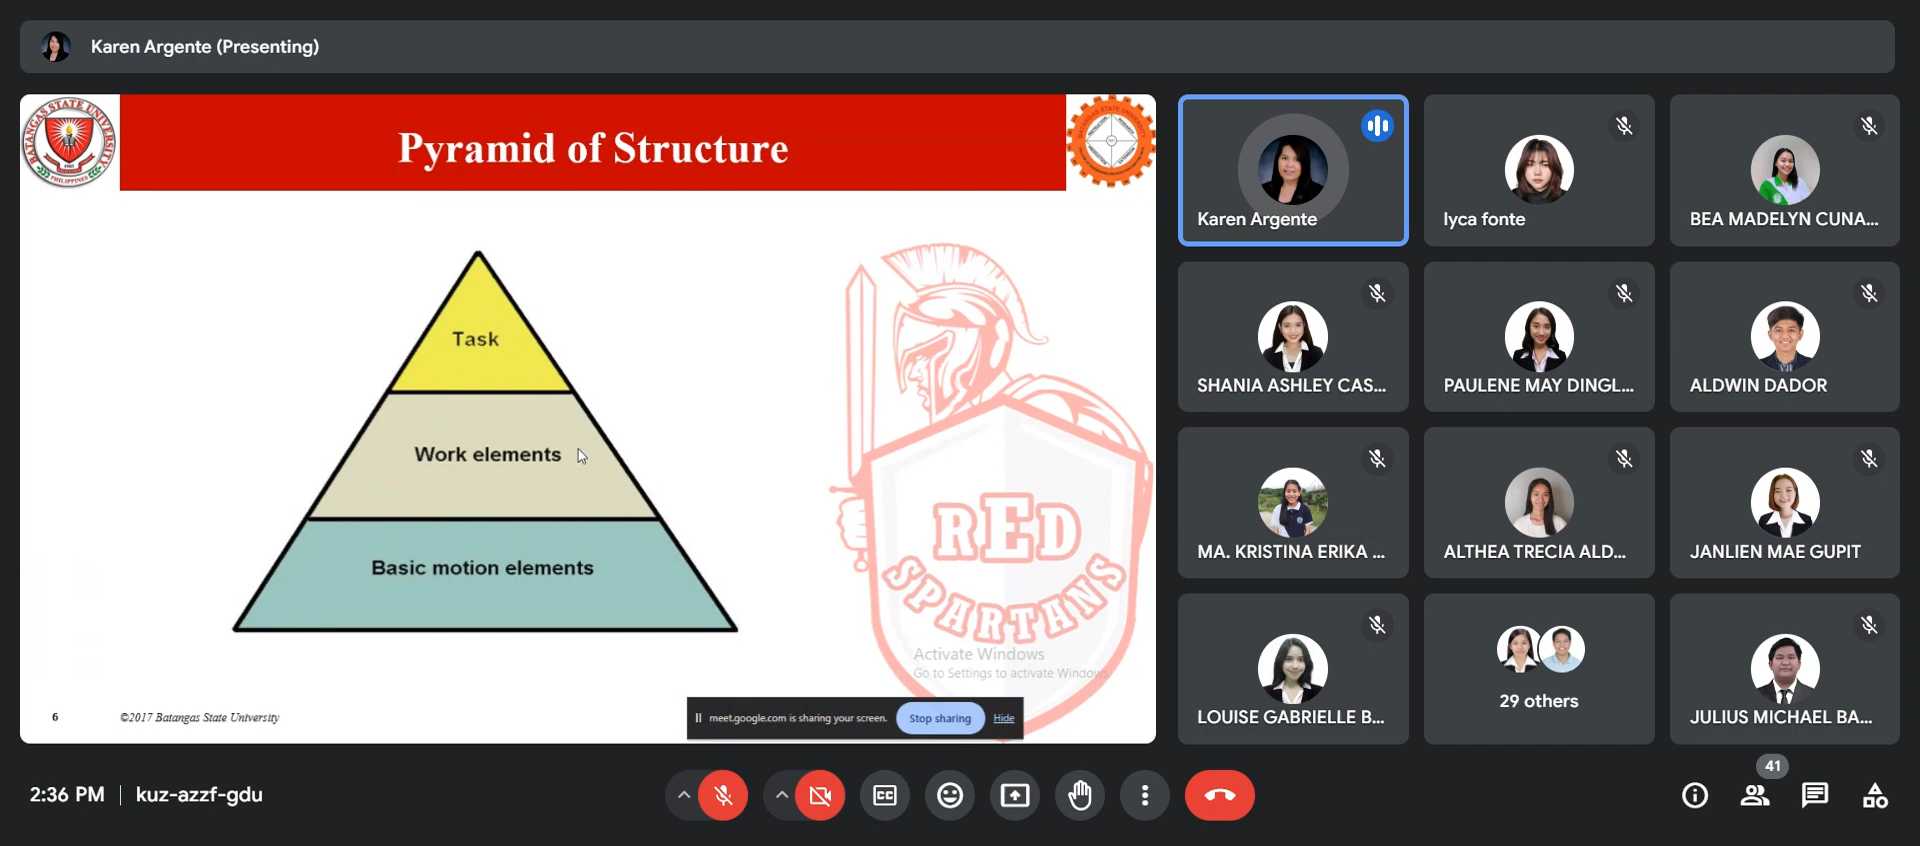 Karen Argente (Presenting)
BATANGAS STATE UNIVERSITY
PHILIPPINES
Pyramid of Structure
Task
Work elements
Basic motion elements
RED
SPARTANS
Activate Windows
Go to Settings to activate Windows.
6
©2017 Batangas State University
meet.google.com is sharing your screen.
Stop sharing
Hide
Karen Argente
lyca fonte
BEA MADELYN CUNA...
SHANIA ASHLEY CAS...
PAULENE MAY DINGL...
ALDWIN DADOR
MA. KRISTINA ERIKA ...
ALTHEA TRECIA ALD...
JANLIEN MAE GUPIT
LOUISE GABRIELLE B...
29 others
JULIUS MICHAEL BA...
2:36 PM
kuz-azzf-gdu
CC
41